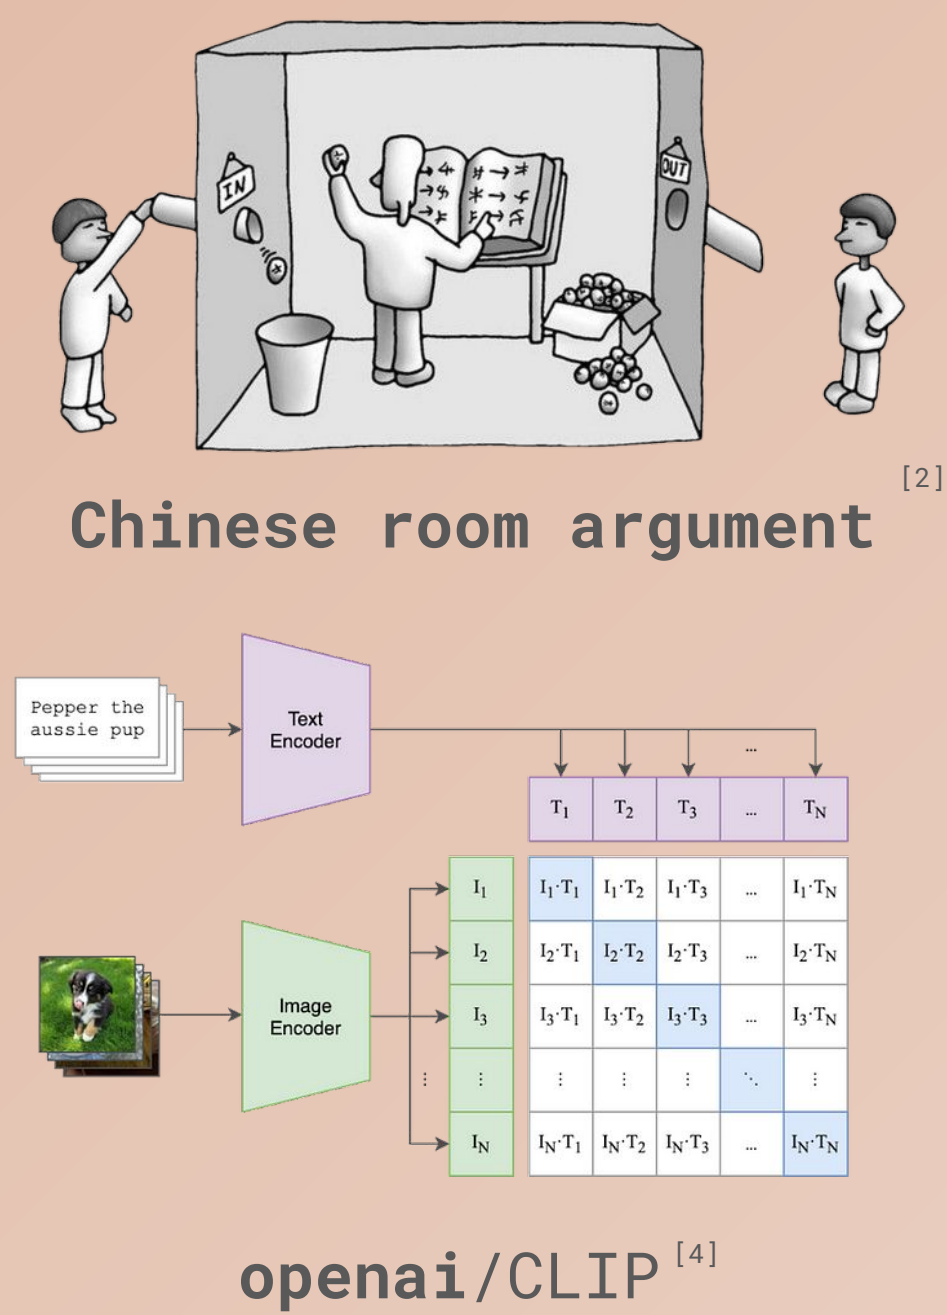 IN
OUT
[2]
Chinese room argument
Pepper the
aussie pup
Text
Encoder
...
T1 T2 T3 ... TN
I1 I1·T1 I1·T2 I1·T3 ... I1·TN
I2 I2·T1 I2·T2 I2·T3 ... I2·TN
Image
Encoder
I3 I3·T1 I3·T2 I3·T3 ... I3·TN
⋮ ⋮ ⋮ ⋮ ⋮ ⋱ ⋮
IN IN·T1 IN·T2 IN·T3 ... IN·TN
openai/CLIP [4]